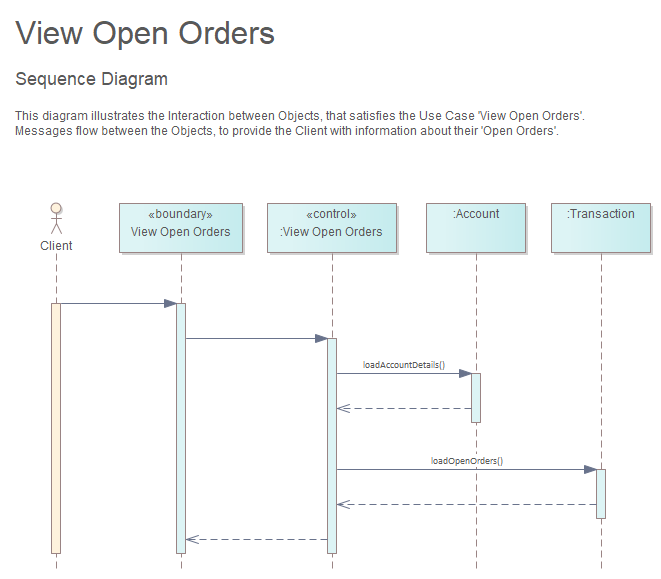 View Open Orders
Sequence Diagram
This diagram illustrates the Interaction between Objects, that satisfies the Use Case 'View Open Orders'.
Messages flow between the Objects, to provide the Client with information about their 'Open Orders'.
Client
«boundary»
View Open Orders
«control»
:View Open Orders
:Account
:Transaction
loadAccountDetails()
loadOpenOrders()